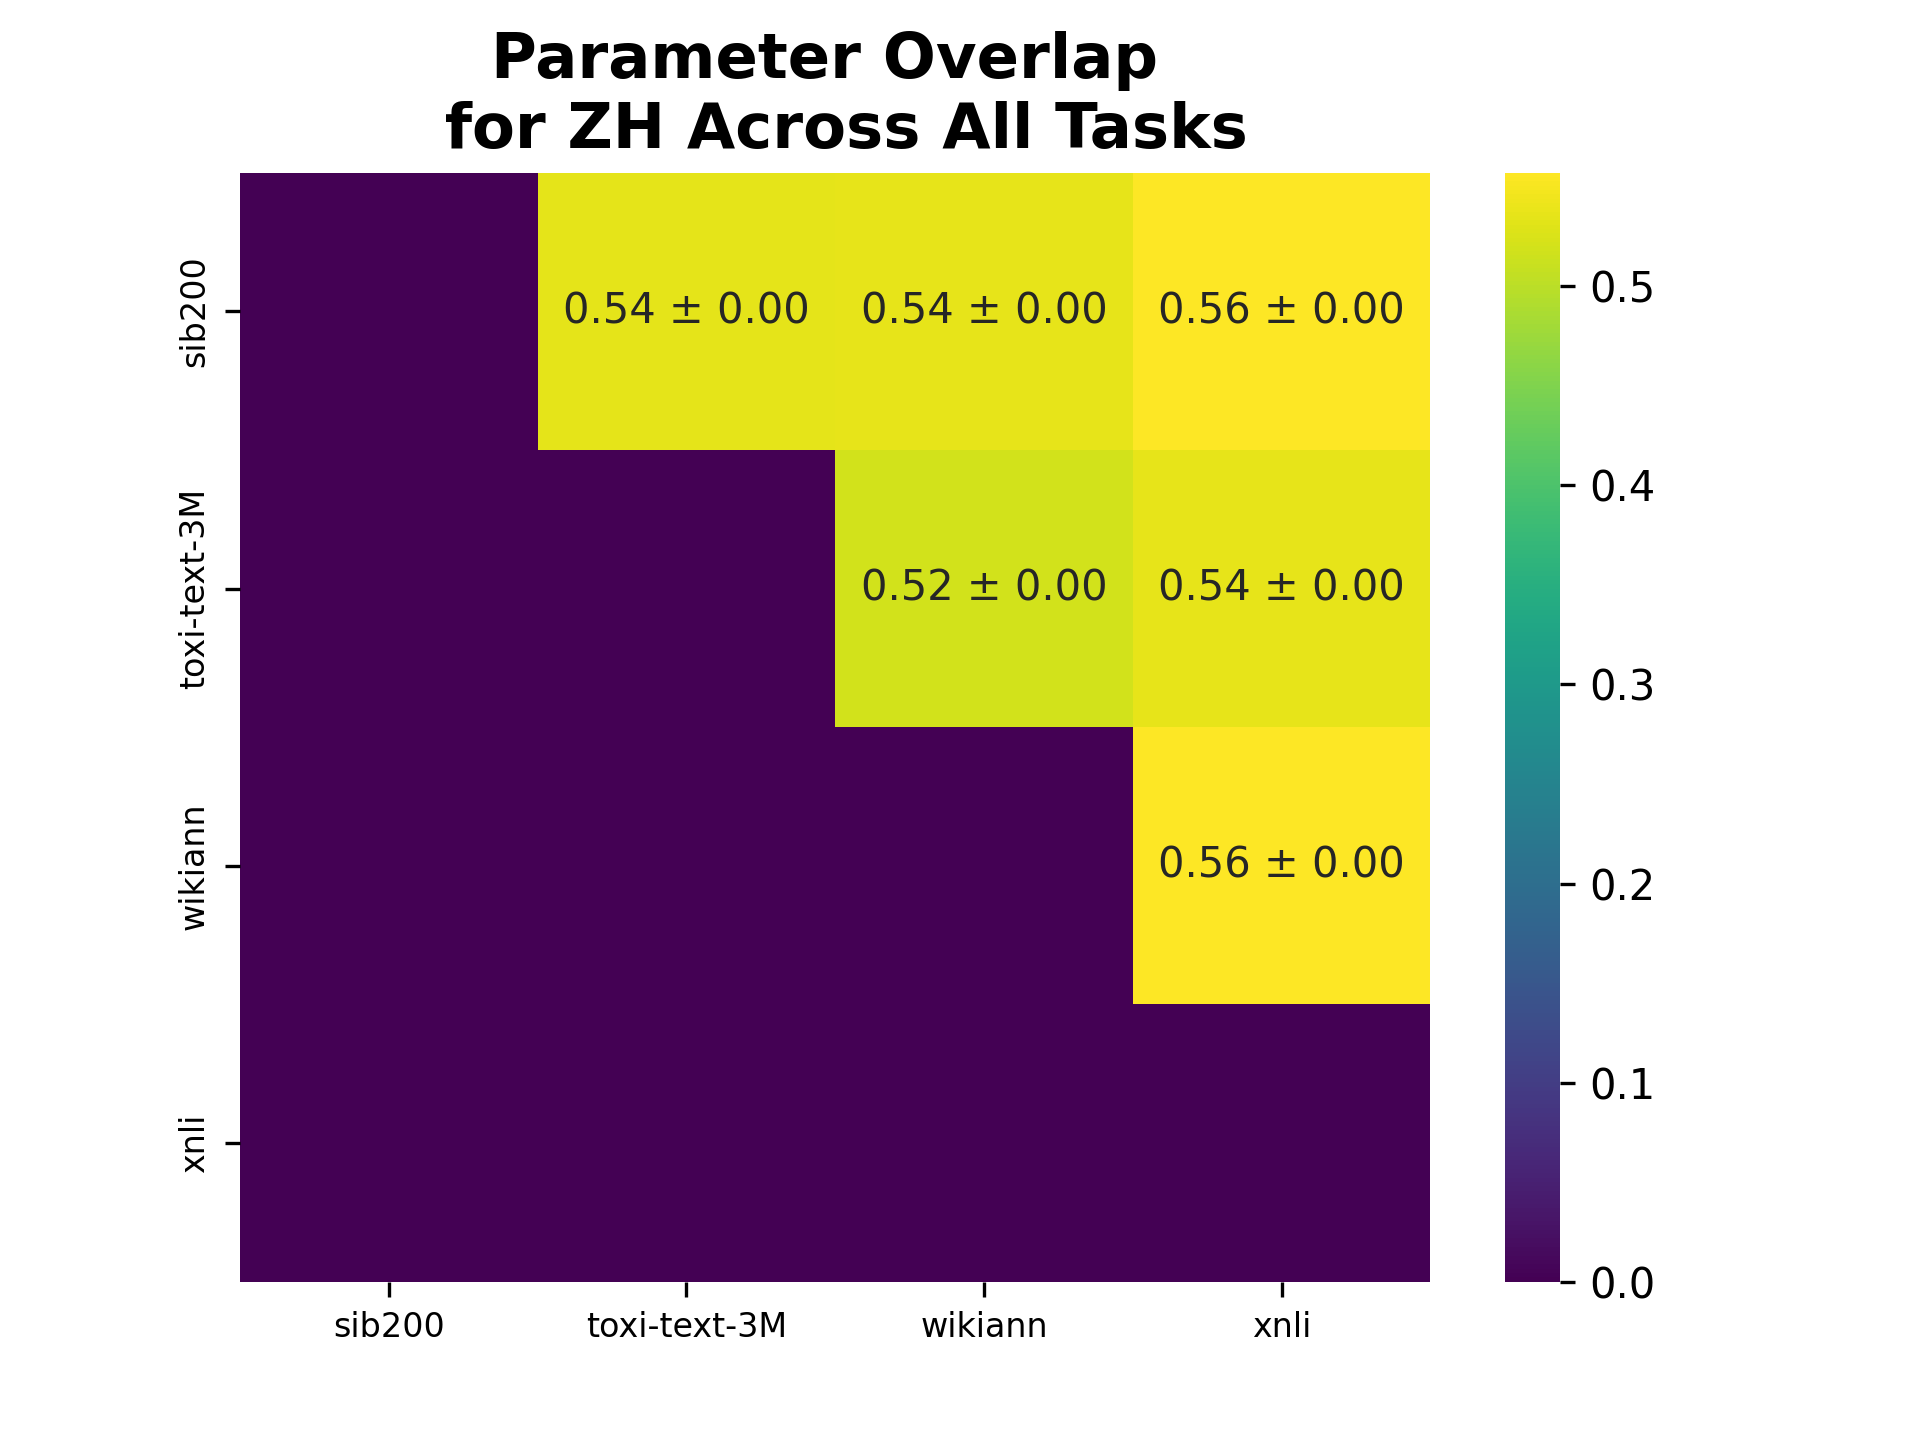 Parameter Overlap
for ZH Across All Tasks
sib200
0.54 ± 0.00
0.54 ± 0.00
0.56 ± 0.00
toxi-text-3M
0.52 ± 0.00
0.54 ± 0.00
wikiann
0.56 ± 0.00
xnli
sib200
toxi-text-3M
wikiann
xnli
0.5
0.4
0.3
0.2
0.1
0.0